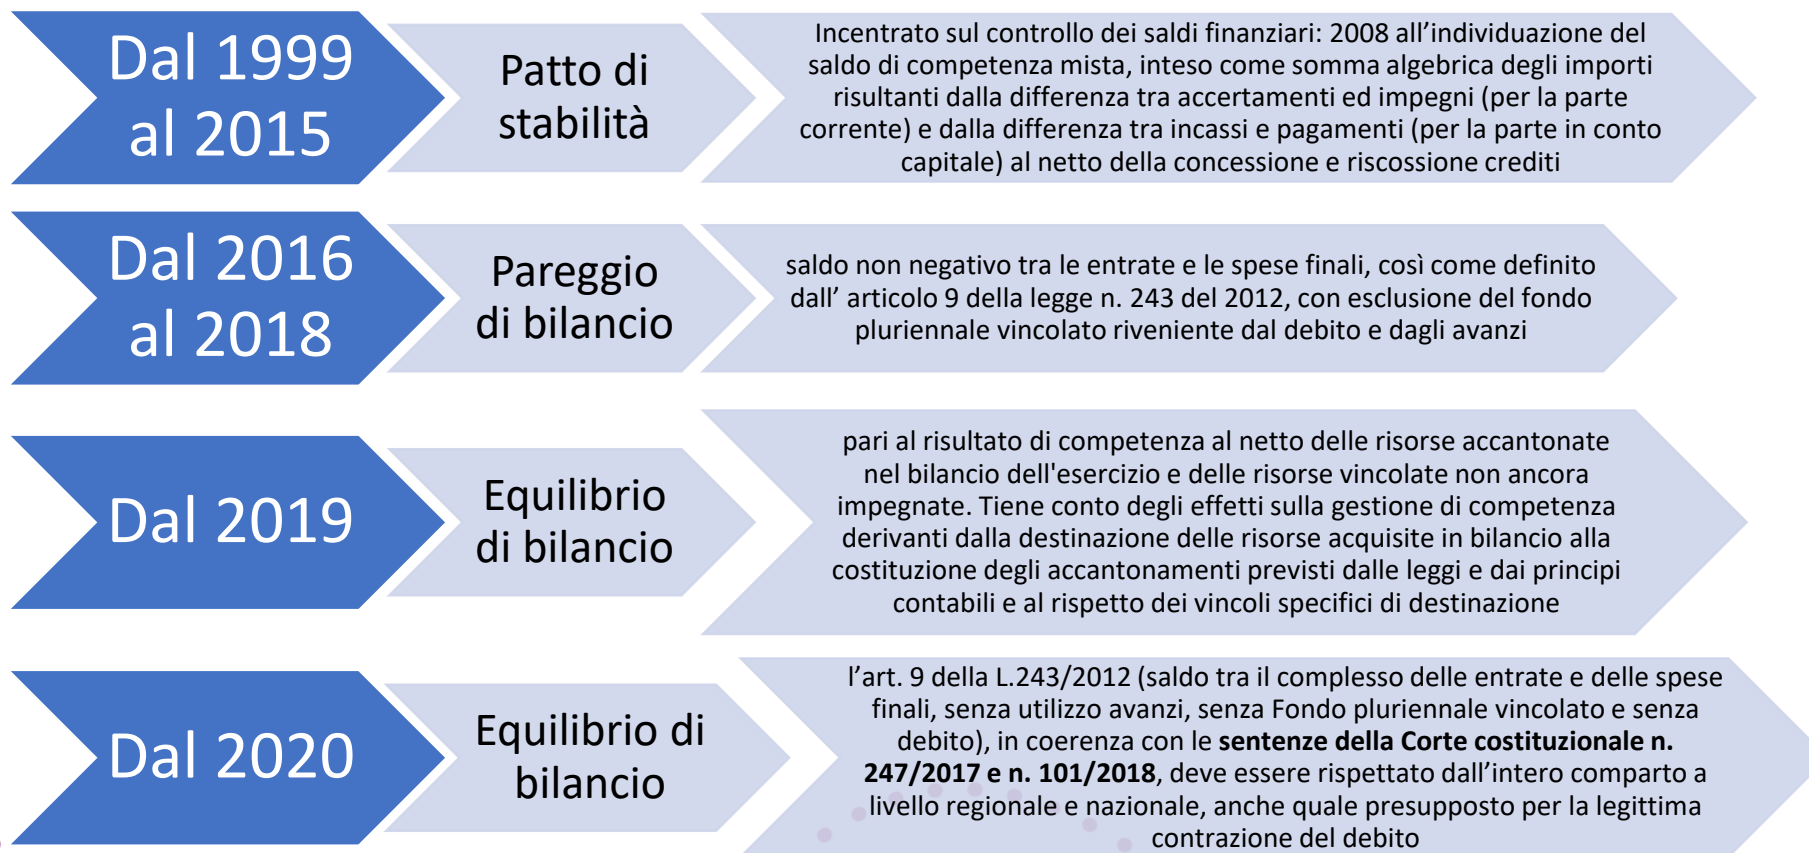 Dal 1999
al 2015
Patto di
stabilità
Incentrato sul controllo dei saldi finanziari: 2008 all’individuazione del
saldo di competenza mista, inteso come somma algebrica degli importi
risultanti dalla differenza tra accertamenti ed impegni (per la parte
corrente) e dalla differenza tra incassi e pagamenti (per la parte in conto
capitale) al netto della concessione e riscossione crediti
Dal 2016
al 2018
Pareggio
di bilancio
saldo non negativo tra le entrate e le spese finali, così come definito
dall’ articolo 9 della legge n. 243 del 2012, con esclusione del fondo
pluriennale vincolato riveniente dal debito e dagli avanzi
Dal 2019
Equilibrio
di bilancio
pari al risultato di competenza al netto delle risorse accantonate
nel bilancio dell'esercizio e delle risorse vincolate non ancora
impegnate. Tiene conto degli effetti sulla gestione di competenza
derivanti dalla destinazione delle risorse acquisite in bilancio alla
costituzione degli accantonamenti previsti dalle leggi e dai principi
contabili e al rispetto dei vincoli specifici di destinazione
Dal 2020
Equilibrio di
bilancio
l’art. 9 della L.243/2012 (saldo tra il complesso delle entrate e delle spese
finali, senza utilizzo avanzi, senza Fondo pluriennale vincolato e senza
debito), in coerenza con le sentenze della Corte costituzionale n.
247/2017 e n. 101/2018, deve essere rispettato dall’intero comparto a
livello regionale e nazionale, anche quale presupposto per la legittima
contrazione del debito